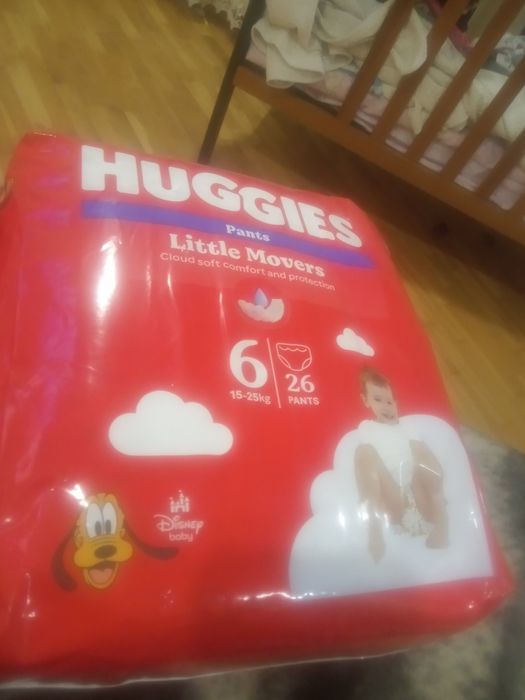 HUGGIES
Pants
Little Movers
Cloud soft comfort and protection
6
15-25kg
26
PANTS
Disney
baby